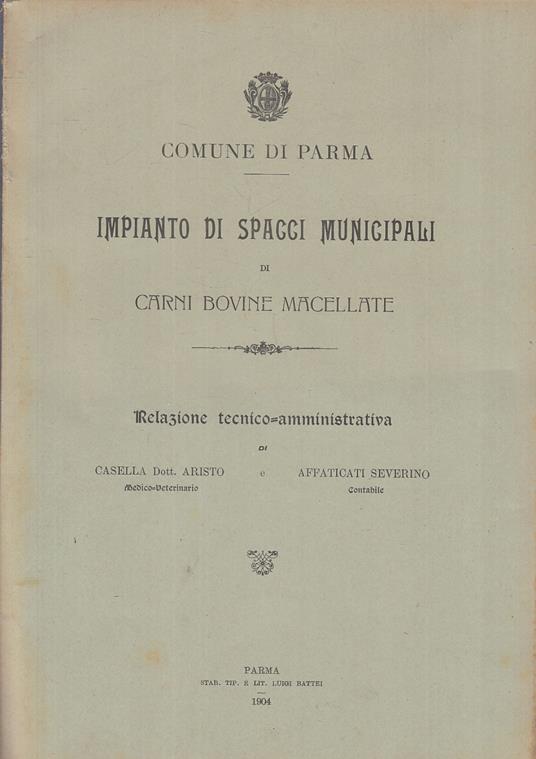 COMUNE DI PARMA
IMPIANTO DI SPACCI MUNICIPALI
DI
CARNI BOVINE MACELLATE
Relazione tecnico=amministrativa
DI
CASELLA Dott. ARISTO e AFFATICATI SEVERINO
Medico=Veterinario Contabile
PARMA
STAB. TIP. E LIT. LUIGI BATTEI
1904